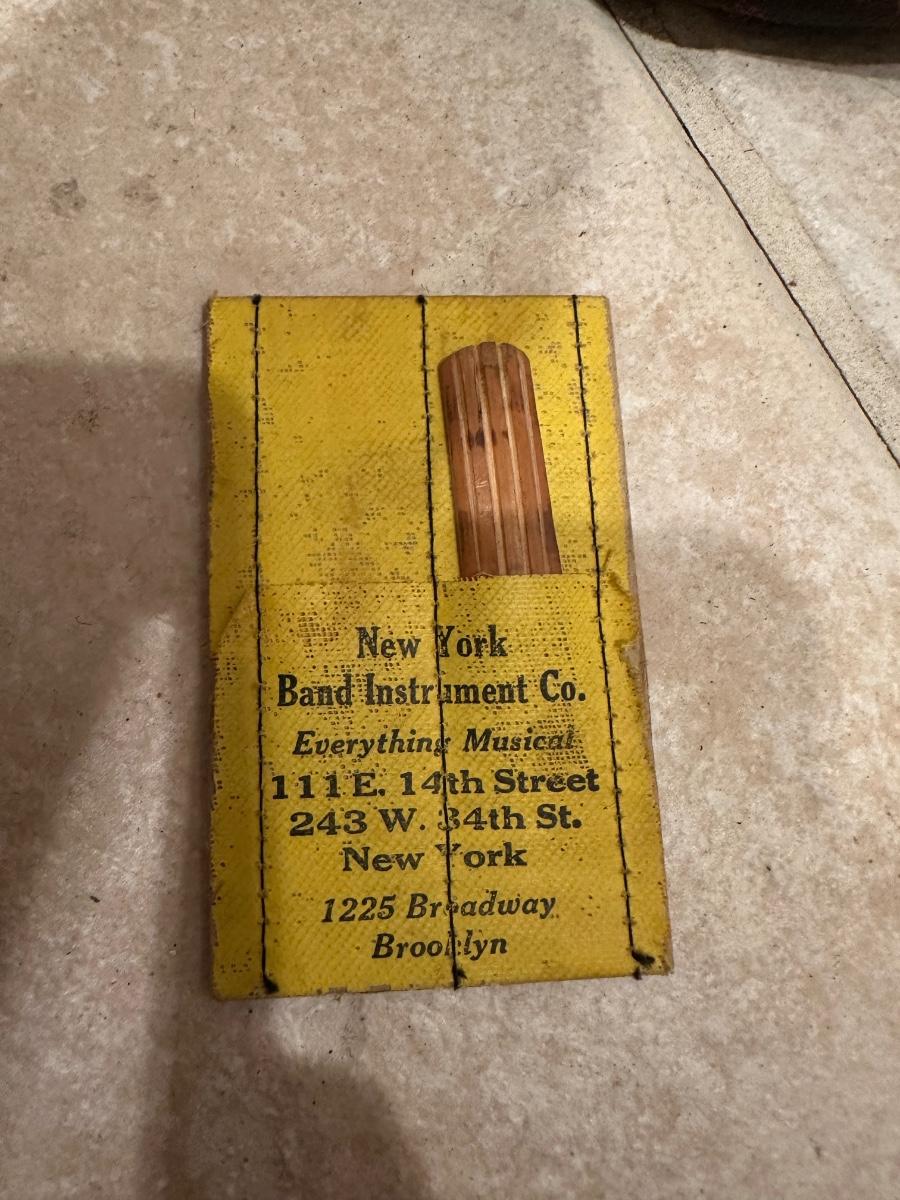 New York
Band Instrument Co.
Everything Musical
111 E. 14th Street
243 W. 34th St.
New York
1225 Broadway
Brooklyn